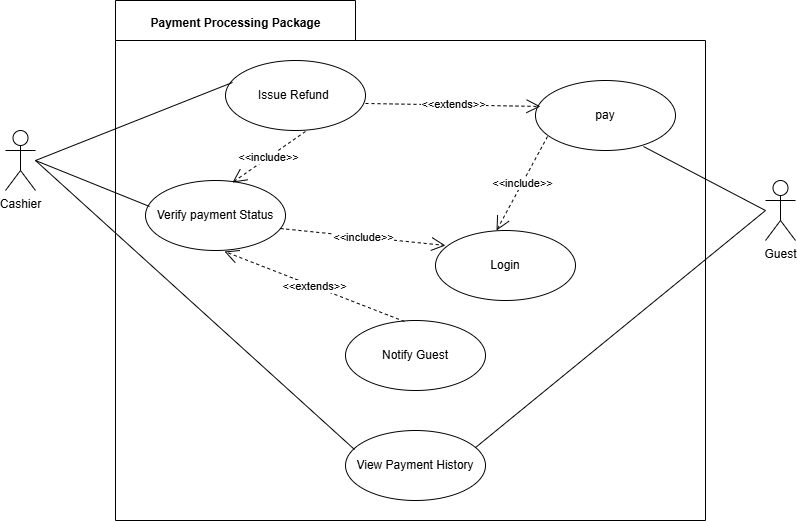 Payment Processing Package
Issue Refund
<<extends>>
pay
<<include>>
<<include>>
Cashier
Verify payment Status
<<include>>
Login
Guest
<<extends>>
Notify Guest
View Payment History